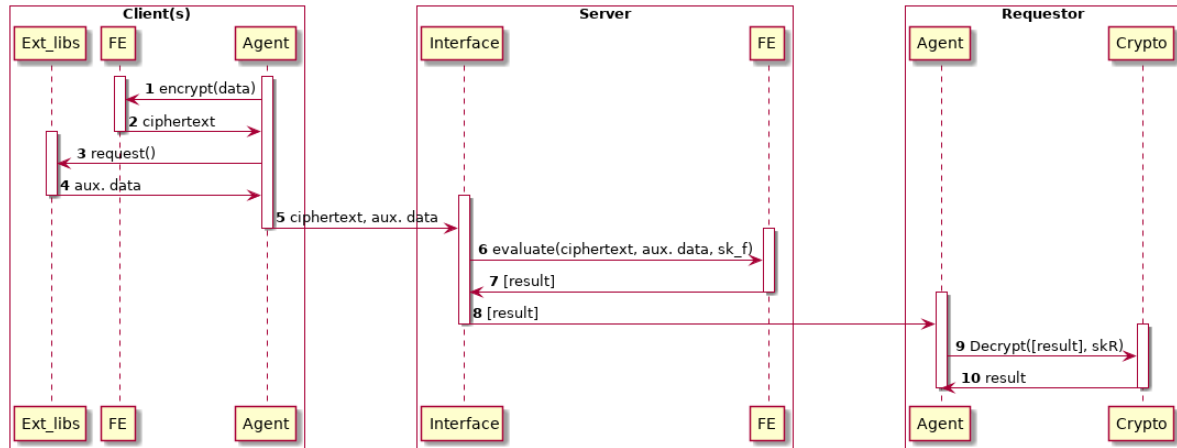 Client(s)
Server
Requestor
Ext_libs
FE
Agent
Interface
FE
Agent
Crypto
1 encrypt(data)
2 ciphertext
3 request()
4 aux. data
5 ciphertext, aux. data
6 evaluate(ciphertext, aux. data, sk_f)
7 [result]
8 [result]
9 Decrypt([result], skR)
10 result
Ext_libs
FE
Agent
Interface
FE
Agent
Crypto